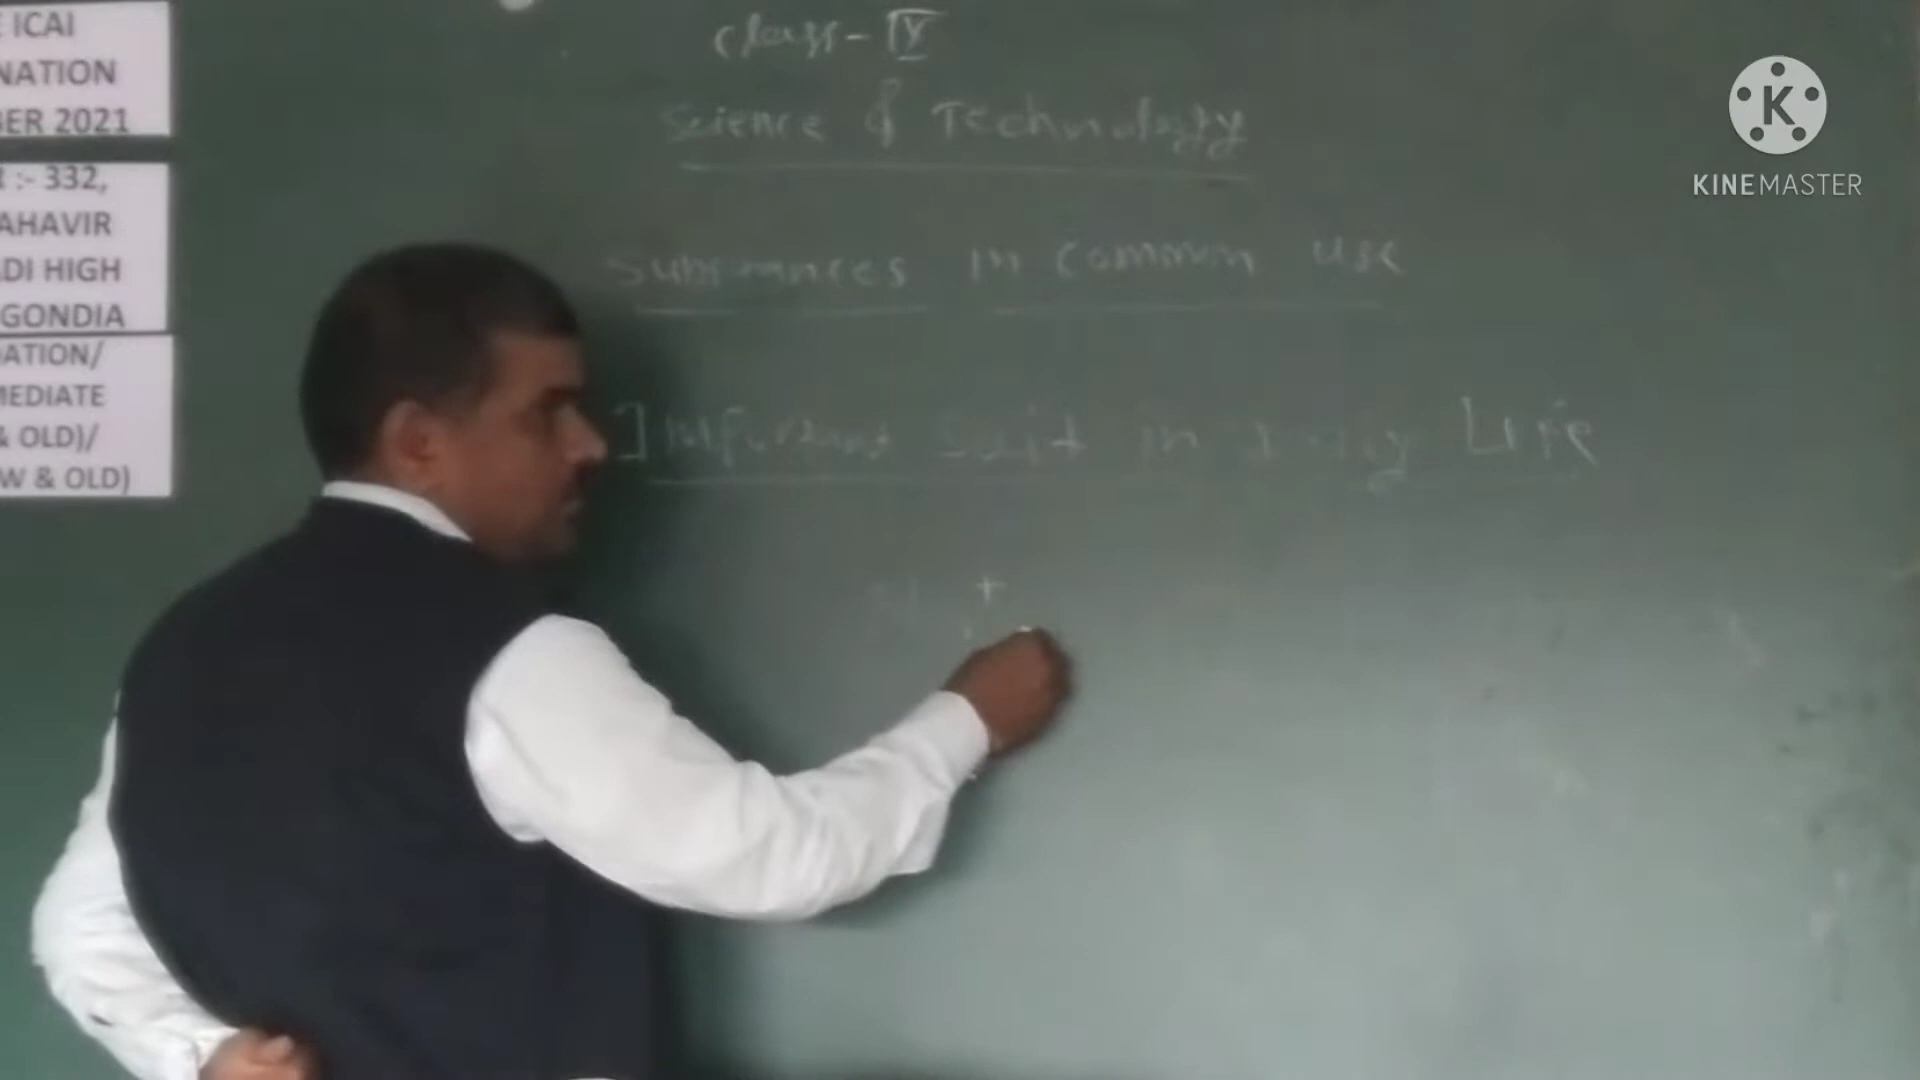 E ICAI
NATION
BER 2021
R :- 332,
AHAVIR
DI HIGH
GONDIA
DATION/
MEDIATE
& OLD)/
W & OLD)
class - IX
Science & Technology
Substances in common use
Important Salt in Daily Life
+
K
KINEMASTER